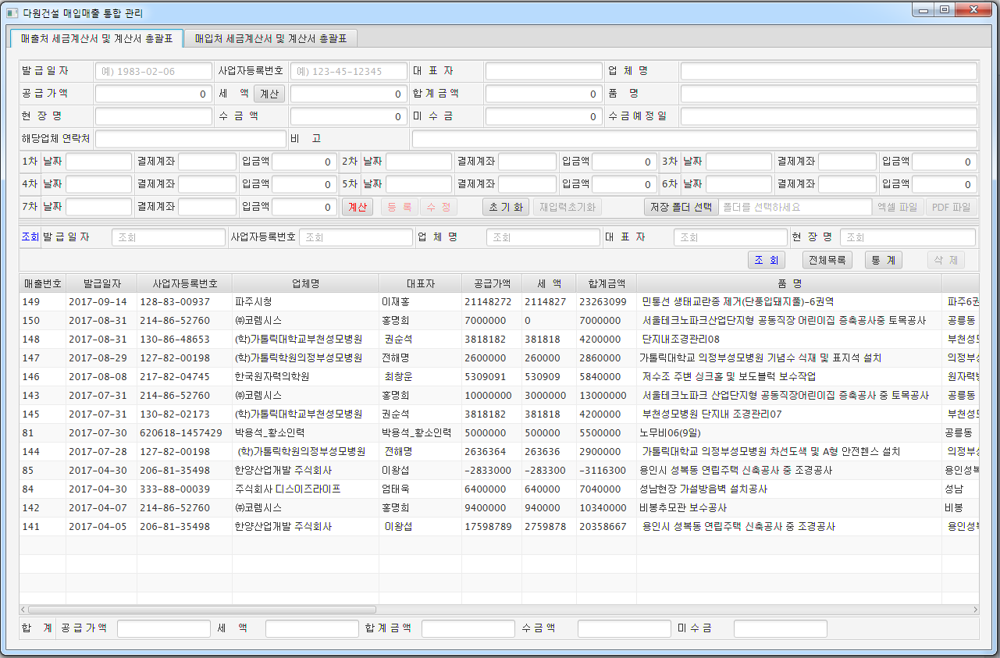 다원건설 매입매출 통합 관리
매출처 세금계산서 및 계산서 총괄표 매입처 세금계산서 및 계산서 총괄표
발 급 일 자 예) 1983-02-06 사업자등록번호 예) 123-45-12345 대 표 자 업 체 명
공 급 가 액 0 세 액 계산 0 합 계 금 액 0 품 명
현 장 명 수 금 액 0 미 수 금 0 수 금 예 정 일
해당업체 연락처 비 고
1차 날짜 결제계좌 입금액 0 2차 날짜 결제계좌 입금액 0 3차 날짜 결제계좌 입금액 0
4차 날짜 결제계좌 입금액 0 5차 날짜 결제계좌 입금액 0 6차 날짜 결제계좌 입금액 0
7차 날짜 결제계좌 입금액 0 계산 등 록 수 정 초 기 화 재입력초기화 저장 폴더 선택 폴더를 선택하세요 엑셀 파일 PDF 파일
조회 발 급 일 자 조회 사업자등록번호 조회 업 체 명 조회 대 표 자 조회 현 장 명 조회
조 회 전체목록 통 계 삭 제
매출번호 발급일자 사업자등록번호 업체명 대표자 공급가액 세 액 합계금액 품 명
149 2017-09-14 128-83-00937 파주시청 이재홍 21148272 2114827 23263099 민통선 생태교란종 제거(단풍입돼지풀)-6권역 파주6권
150 2017-08-31 214-86-52760 ㈜코렘시스 홍명희 7000000 0 7000000 서울테크노파크산업단지형 공동직장 어린이집 증축공사중 토목공사 공릉동
148 2017-08-31 130-86-48653 (학)가톨릭대학교부천성모병원 권순석 3818182 381818 4200000 단지내조경관리08 부천성모
147 2017-08-29 127-82-00198 (학)가톨릭학원의정부성모병원 전해명 2600000 260000 2860000 가톨릭대학교 의정부성모병원 기념수 식재 및 표지석 설치 의정부성
146 2017-08-08 217-82-04745 한국원자력의학원 최창운 5309091 530909 5840000 저수조 주변 싱크홀 및 보도블럭 보수작업 원자력병
143 2017-07-31 214-86-52760 ㈜코렘시스 홍명희 10000000 3000000 13000000 서울테크노파크 산업단지형 공동직장어린이집 증축공사 중 토목공사 공릉동
145 2017-07-31 130-82-02173 (학)가톨릭대학교부천성모병원 권순석 3818182 381818 4200000 부천성모병원 단지내 조경관리07 부천성모
81 2017-07-30 620618-1457429 박용석_황소인력 박용석_황소인력 5000000 500000 5500000 노무비06(9일) 공릉동
144 2017-07-28 127-82-00198 (학)가톨릭학원의정부성모병원 전해명 2636364 263636 2900000 가톨릭대학교 의정부성모병원 차선도색 및 A형 안전휀스 설치 의정부성
85 2017-04-30 206-81-35498 한양산업개발 주식회사 이왕섭 -2833000 -283300 -3116300 용인시 성복동 연립주택 신축공사 중 조경공사 용인성복
84 2017-04-30 333-88-00039 주식회사 디스이즈라이프 엄태욱 6400000 640000 7040000 성남현장 가설방음벽 설치공사 성남
142 2017-04-07 214-86-52760 ㈜코렘시스 홍명희 9400000 940000 10340000 비봉추모관 보수공사 비봉
141 2017-04-05 206-81-35498 한양산업개발 주식회사 이왕섭 17598789 2759878 20358667 용인시 성복동 연립주택 신축공사 중 조경공사 용인성복
합 계 공 급 가 액 세 액 합 계 금 액 수 금 액 미 수 금